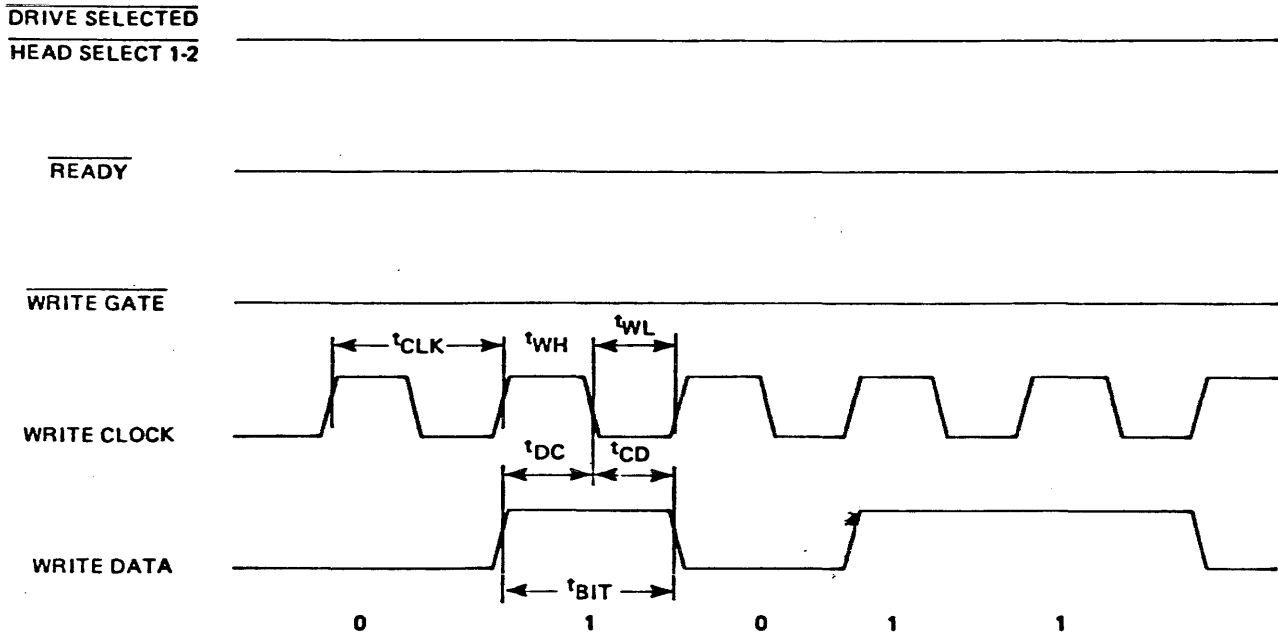 DRIVE SELECTED
HEAD SELECT 1-2
READY
WRITE GATE
tCLK tWH tWL
WRITE CLOCK
tDC tCD
WRITE DATA
tBIT
0 1 0 1 1